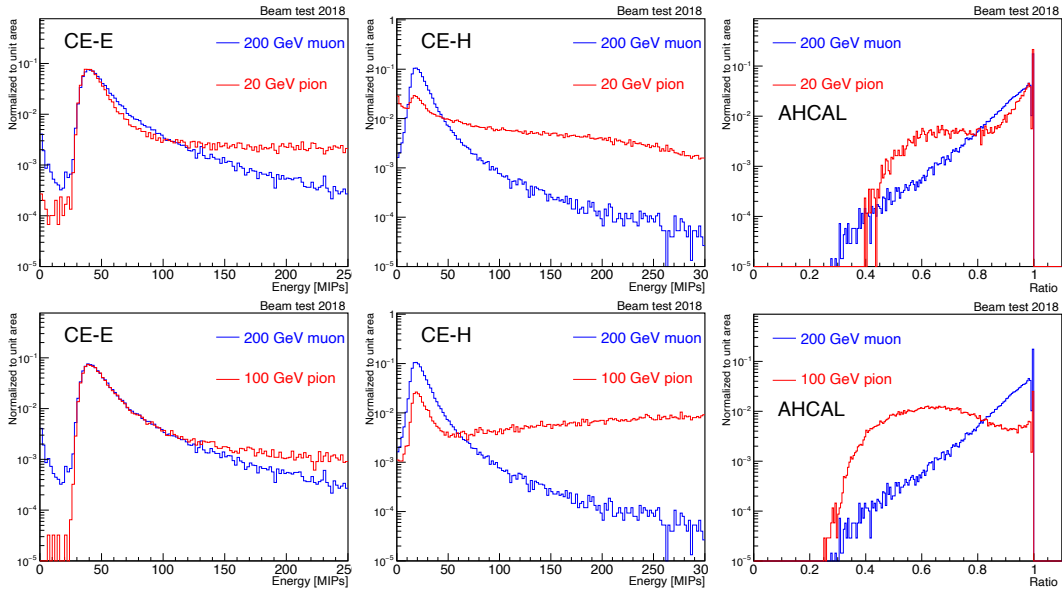 Beam test 2018
Normalized to unit area
CE-E
200 GeV muon
20 GeV pion
10⁻¹
10⁻²
10⁻³
10⁻⁴
10⁻⁵
0 50 100 150 200 25
Energy [MIPs]
Beam test 2018
Normalized to unit area
CE-H
200 GeV muon
20 GeV pion
1
10⁻¹
10⁻²
10⁻³
10⁻⁴
10⁻⁵
0 50 100 150 200 250 30
Energy [MIPs]
Beam test 2018
Normalized to unit area
200 GeV muon
20 GeV pion
AHCAL
10⁻¹
10⁻²
10⁻³
10⁻⁴
10⁻⁵
0 0.2 0.4 0.6 0.8 1
Ratio
Beam test 2018
Normalized to unit area
CE-E
200 GeV muon
100 GeV pion
10⁻¹
10⁻²
10⁻³
10⁻⁴
10⁻⁵
0 50 100 150 200 25
Energy [MIPs]
Beam test 2018
Normalized to unit area
CE-H
200 GeV muon
100 GeV pion
1
10⁻¹
10⁻²
10⁻³
10⁻⁴
10⁻⁵
0 50 100 150 200 250 30
Energy [MIPs]
Beam test 2018
Normalized to unit area
200 GeV muon
100 GeV pion
AHCAL
10⁻¹
10⁻²
10⁻³
10⁻⁴
10⁻⁵
0 0.2 0.4 0.6 0.8 1
Ratio